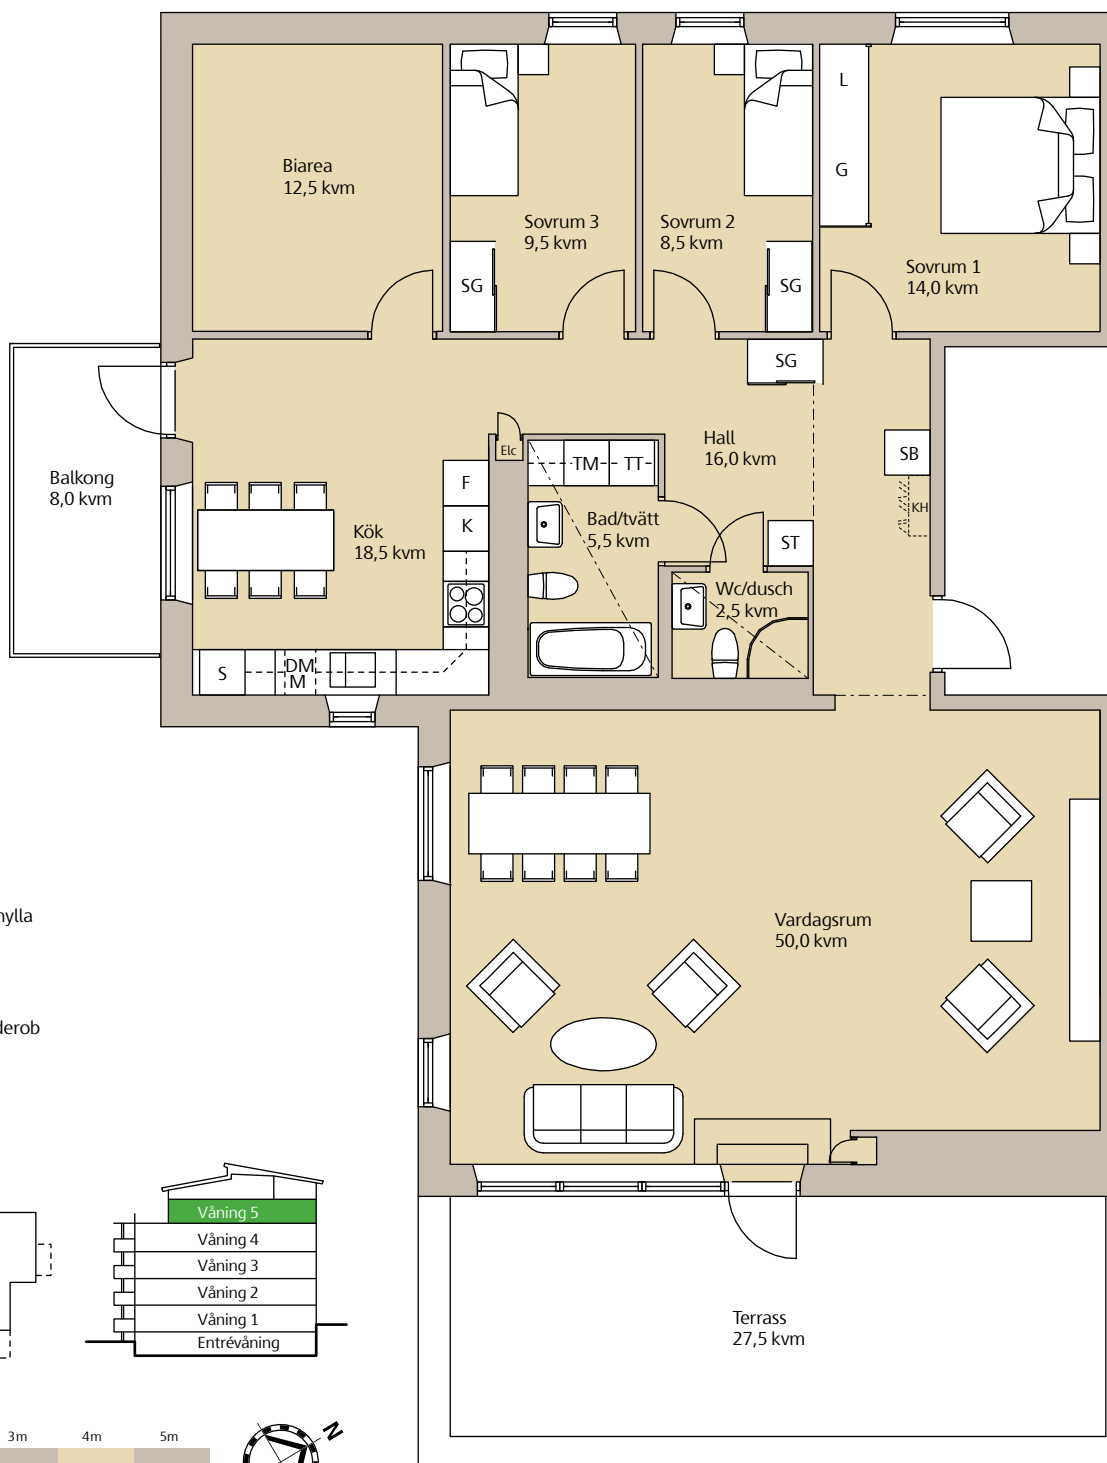 Biarea
12,5 kvm
Sovrum 3
9,5 kvm
SG
Sovrum 2
8,5 kvm
SG
L
G
Sovrum 1
14,0 kvm
SG
Hall
16,0 kvm
SB
KH
ST
Balkong
8,0 kvm
Elc
F
K
Kök
18,5 kvm
TM
TT
Bad/tvätt
5,5 kvm
Wc/dusch
2,5 kvm
S
DM
M
Vardagsrum
50,0 kvm
Våning 5
Våning 4
Våning 3
Våning 2
Våning 1
Entrévåning
Terrass
27,5 kvm
3m
4m
5m
N